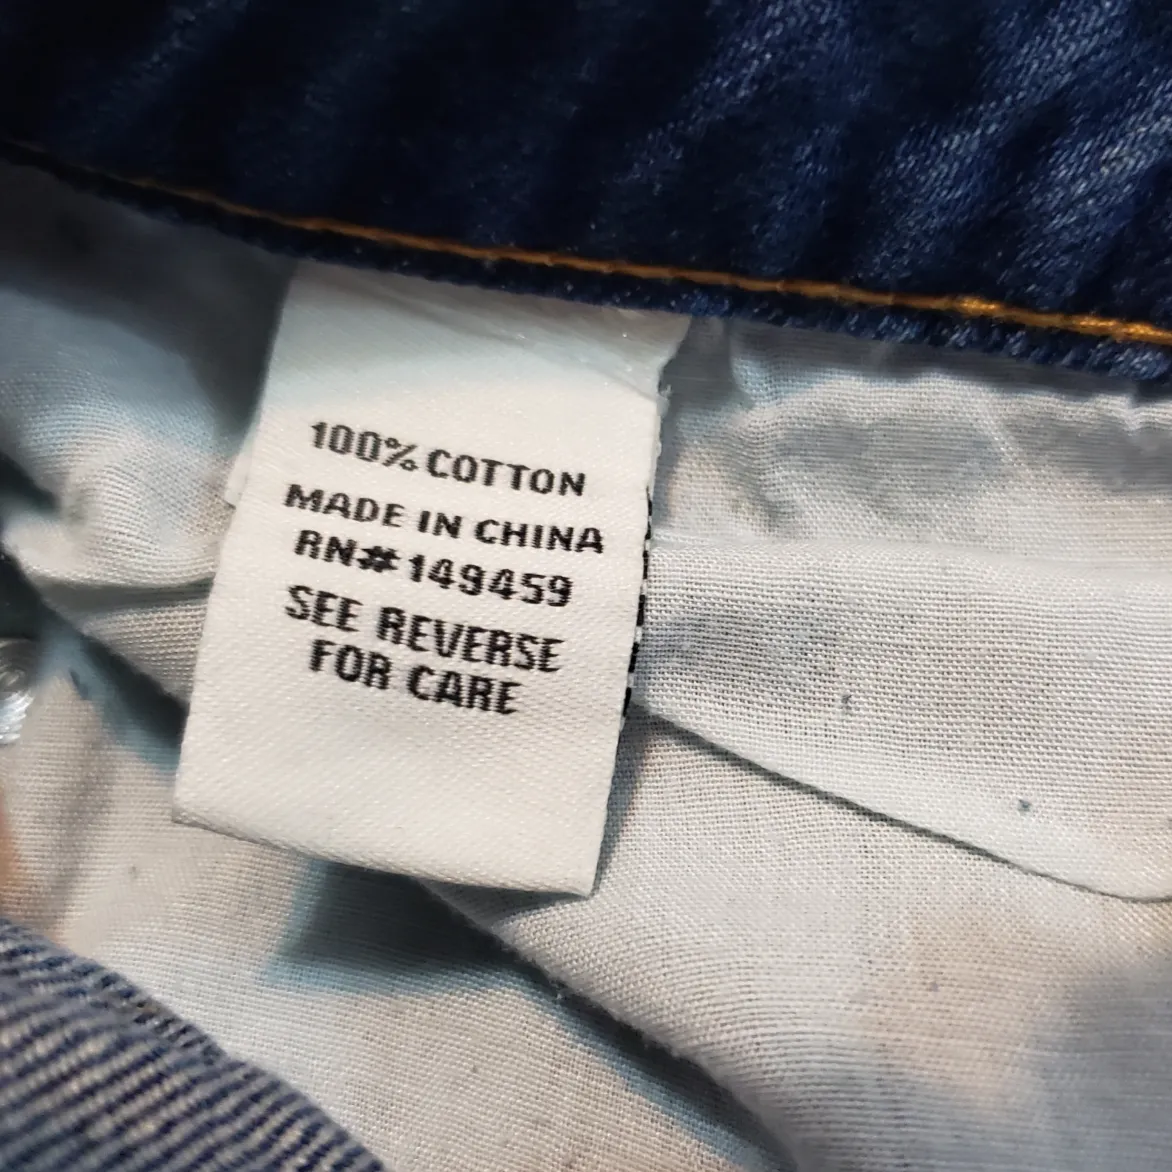 100% COTTON
MADE IN CHINA
RN#149459
SEE REVERSE
FOR CARE